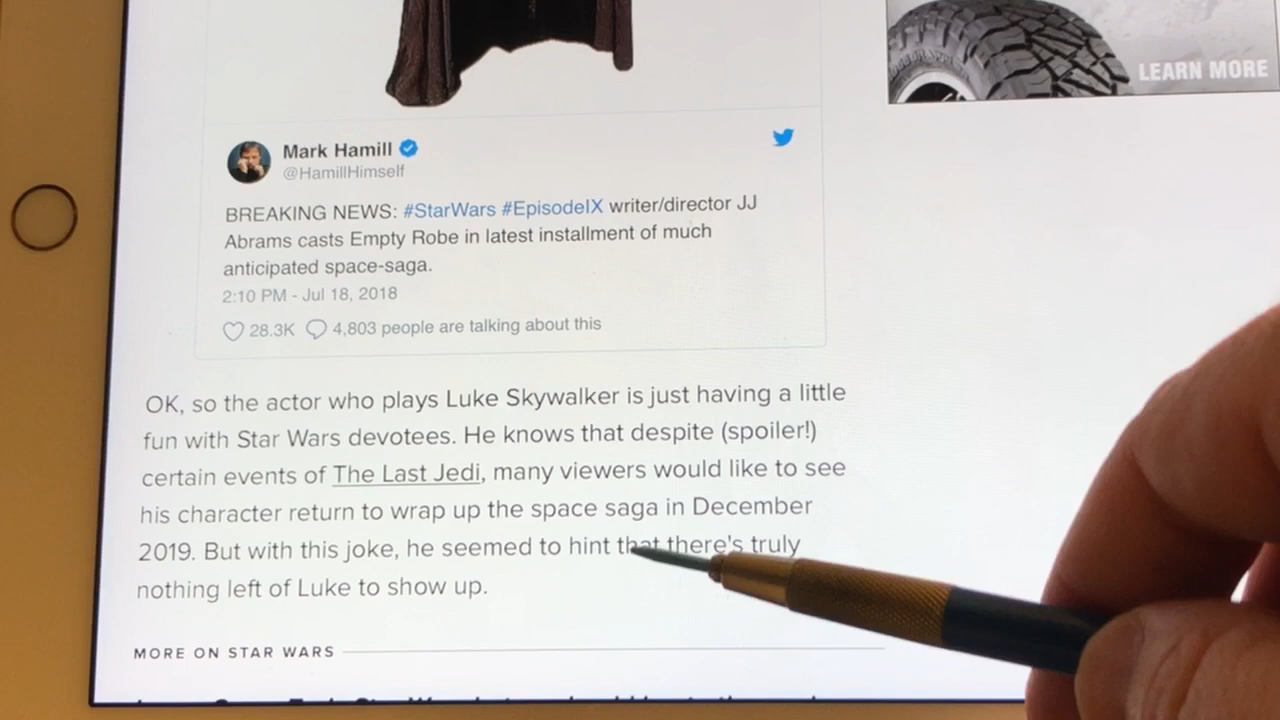 LEARN MORE
Mark Hamill
@HamillHimself
BREAKING NEWS: #StarWars #EpisodeIX writer/director JJ
Abrams casts Empty Robe in latest installment of much
anticipated space-saga.
2:10 PM - Jul 18, 2018
28.3K 4,803 people are talking about this
OK, so the actor who plays Luke Skywalker is just having a little
fun with Star Wars devotees. He knows that despite (spoiler!)
certain events of The Last Jedi, many viewers would like to see
his character return to wrap up the space saga in December
2019. But with this joke, he seemed to hint that there's truly
nothing left of Luke to show up.
MORE ON STAR WARS